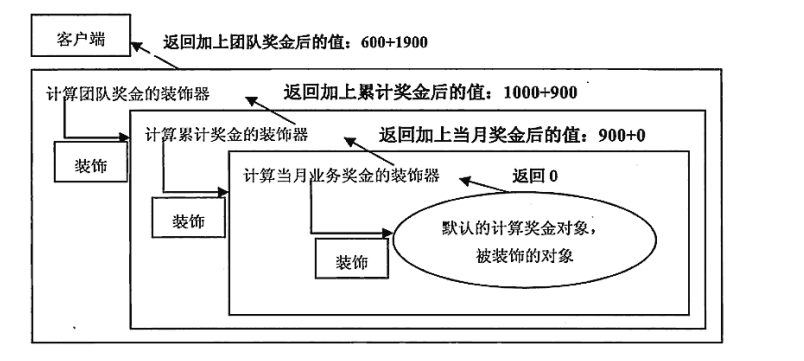 客户端
返回加上团队奖金后的值：600+1900
计算团队奖金的装饰器
返回加上累计奖金后的值：1000+900
装饰
计算累计奖金的装饰器
返回加上当月奖金后的值：900+0
装饰
计算当月业务奖金的装饰器
返回 0
装饰
默认的计算奖金对象，
被装饰的对象